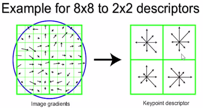 Example for 8x8 to 2x2 descriptors
Image gradients
Keypoint descriptor